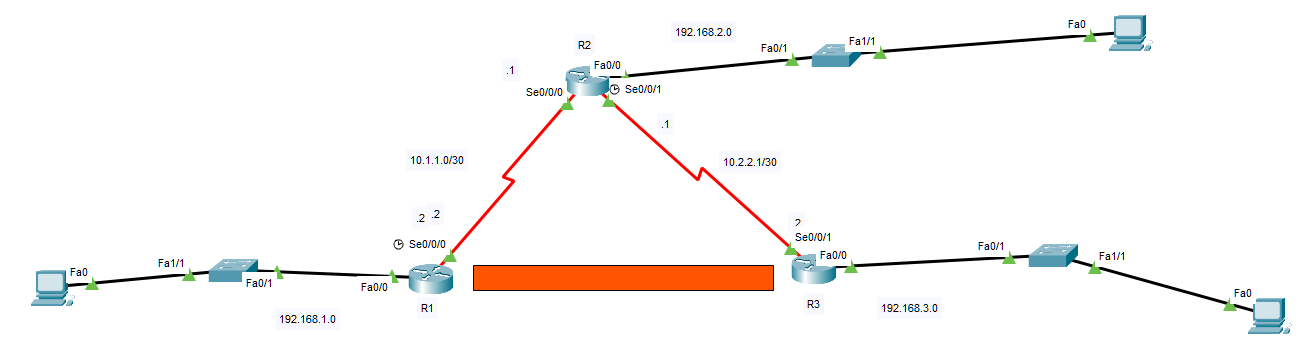 Fa0
192.168.2.0
R2
Fa0/1
Fa1/1
Fa0/0
.1
Se0/0/0
Se0/0/1
.1
10.1.1.0/30
10.2.2.1/30
.2
.2
2
Se0/0/0
Se0/0/1
Fa0/0
Fa0/1
Fa1/1
Fa1/1
Fa0
Fa0/1
Fa0/0
Fa0
R1
R3
192.168.3.0
192.168.1.0